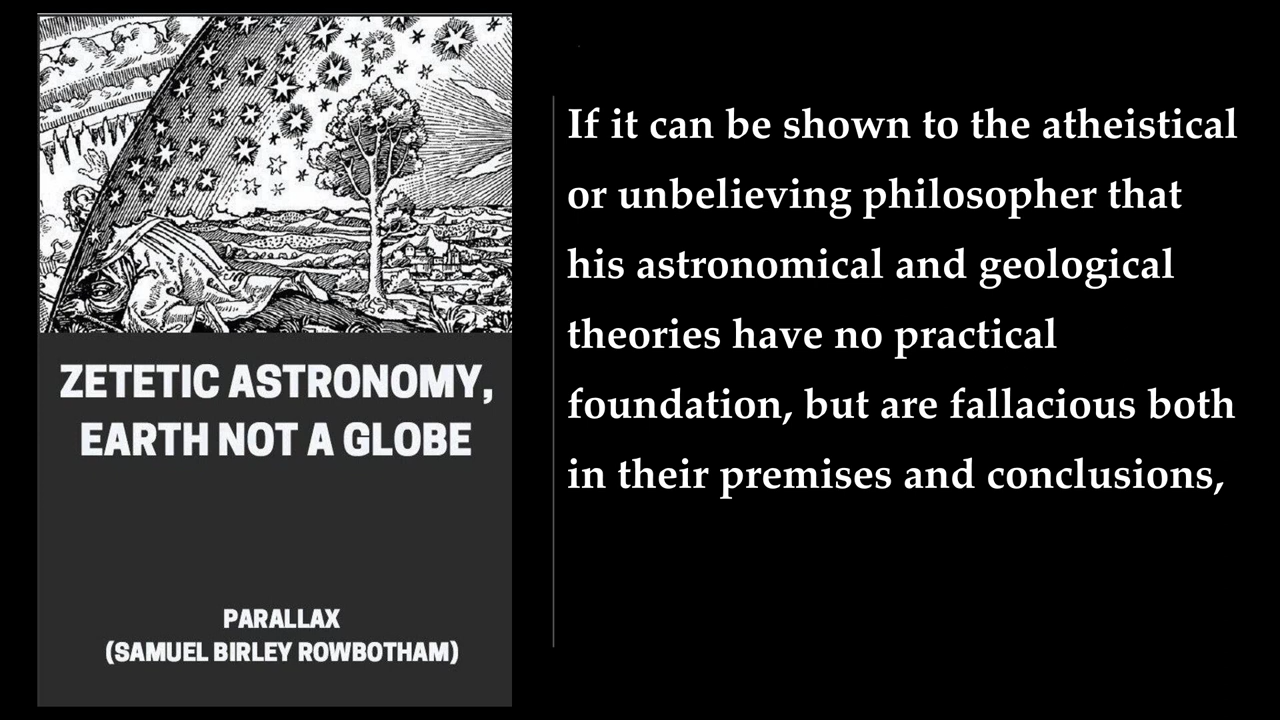 ZETETIC ASTRONOMY,
EARTH NOT A GLOBE
PARALLAX
(SAMUEL BIRLEY ROWBOTHAM)
If it can be shown to the atheistical
or unbelieving philosopher that
his astronomical and geological
theories have no practical
foundation, but are fallacious both
in their premises and conclusions,